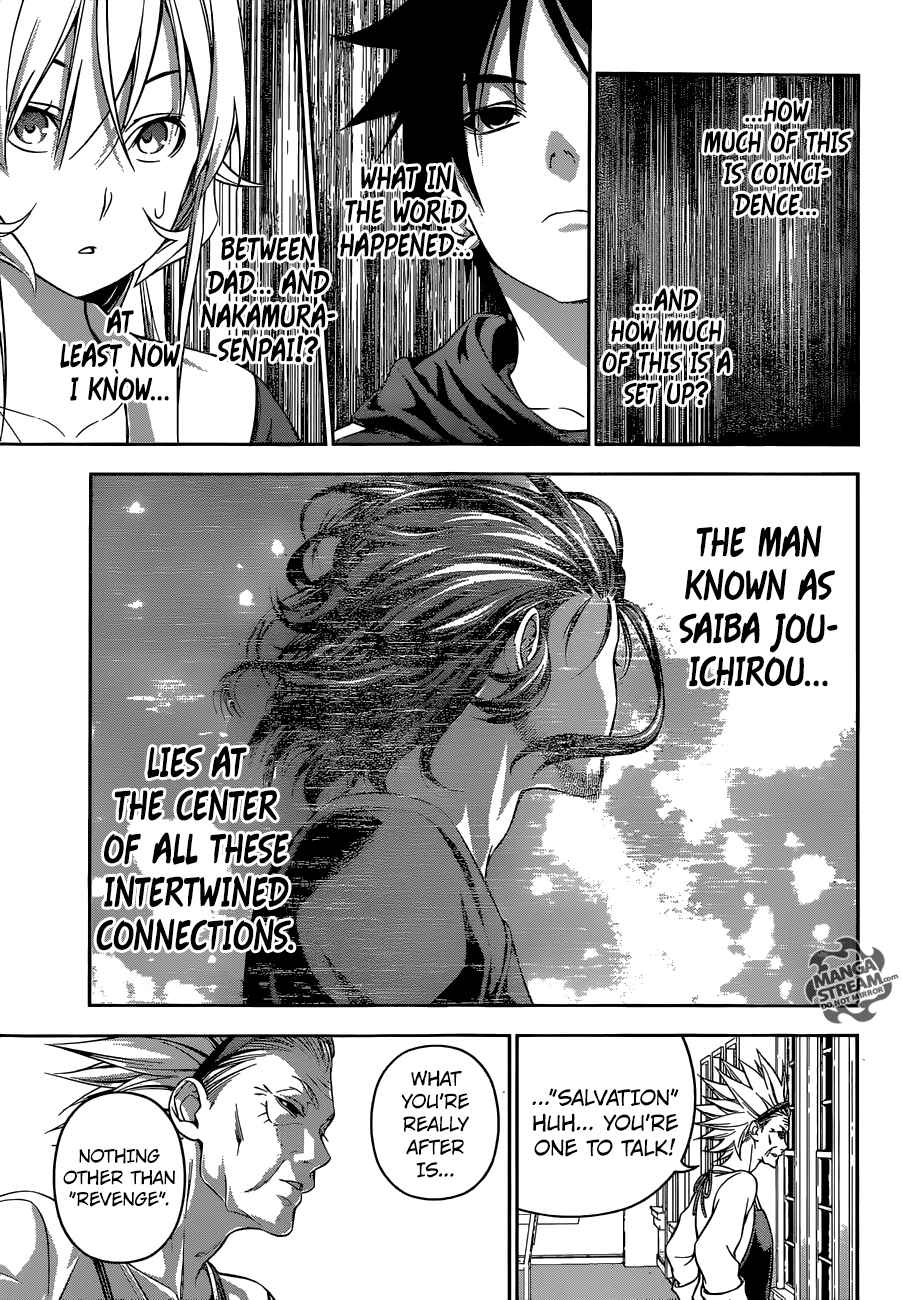 ...HOW
MUCH OF THIS
IS COINCI-
DENCE...
...AND
HOW MUCH
OF THIS IS A
SET UP?
WHAT IN
THE WORLD
HAPPENED...
BETWEEN
DAD... AND
NAKAMURA-
SENPAI!?
AT
LEAST NOW
I KNOW...
THE MAN
KNOWN AS
SAIBA JOU-
ICHIROU...
LIES AT
THE CENTER
OF ALL THESE
INTERTWINED
CONNECTIONS.
MANGA
STREAM.com
DO NOT MIRROR
..."SALVATION"
HUH... YOU'RE
ONE TO TALK!
WHAT
YOU'RE
REALLY
AFTER
IS...
NOTHING
OTHER THAN
"REVENGE".